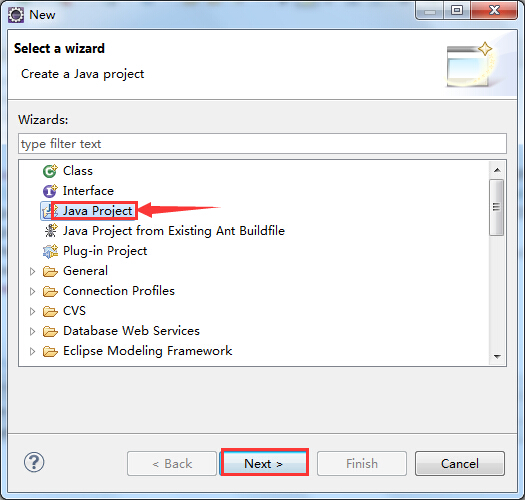 New
Select a wizard
Create a Java project
Wizards:
type filter text
Class
Interface
Java Project
Java Project from Existing Ant Buildfile
Plug-in Project
General
Connection Profiles
CVS
Database Web Services
Eclipse Modeling Framework
< Back
Next >
Finish
Cancel